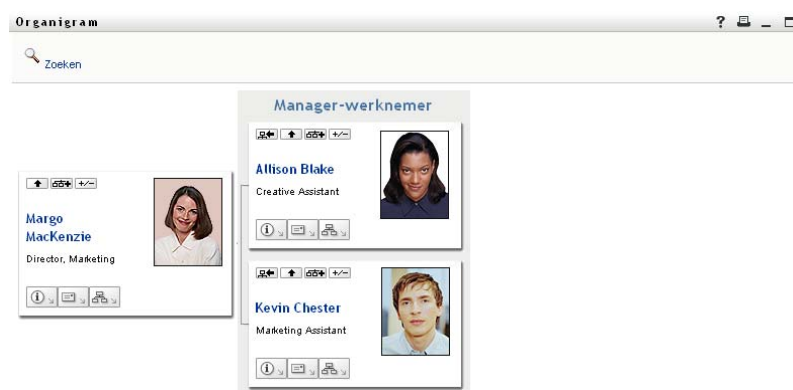 Organigram
Zoeken
Manager-werknemer
Margo
MacKenzie
Director, Marketing
Allison Blake
Creative Assistant
Kevin Chester
Marketing Assistant